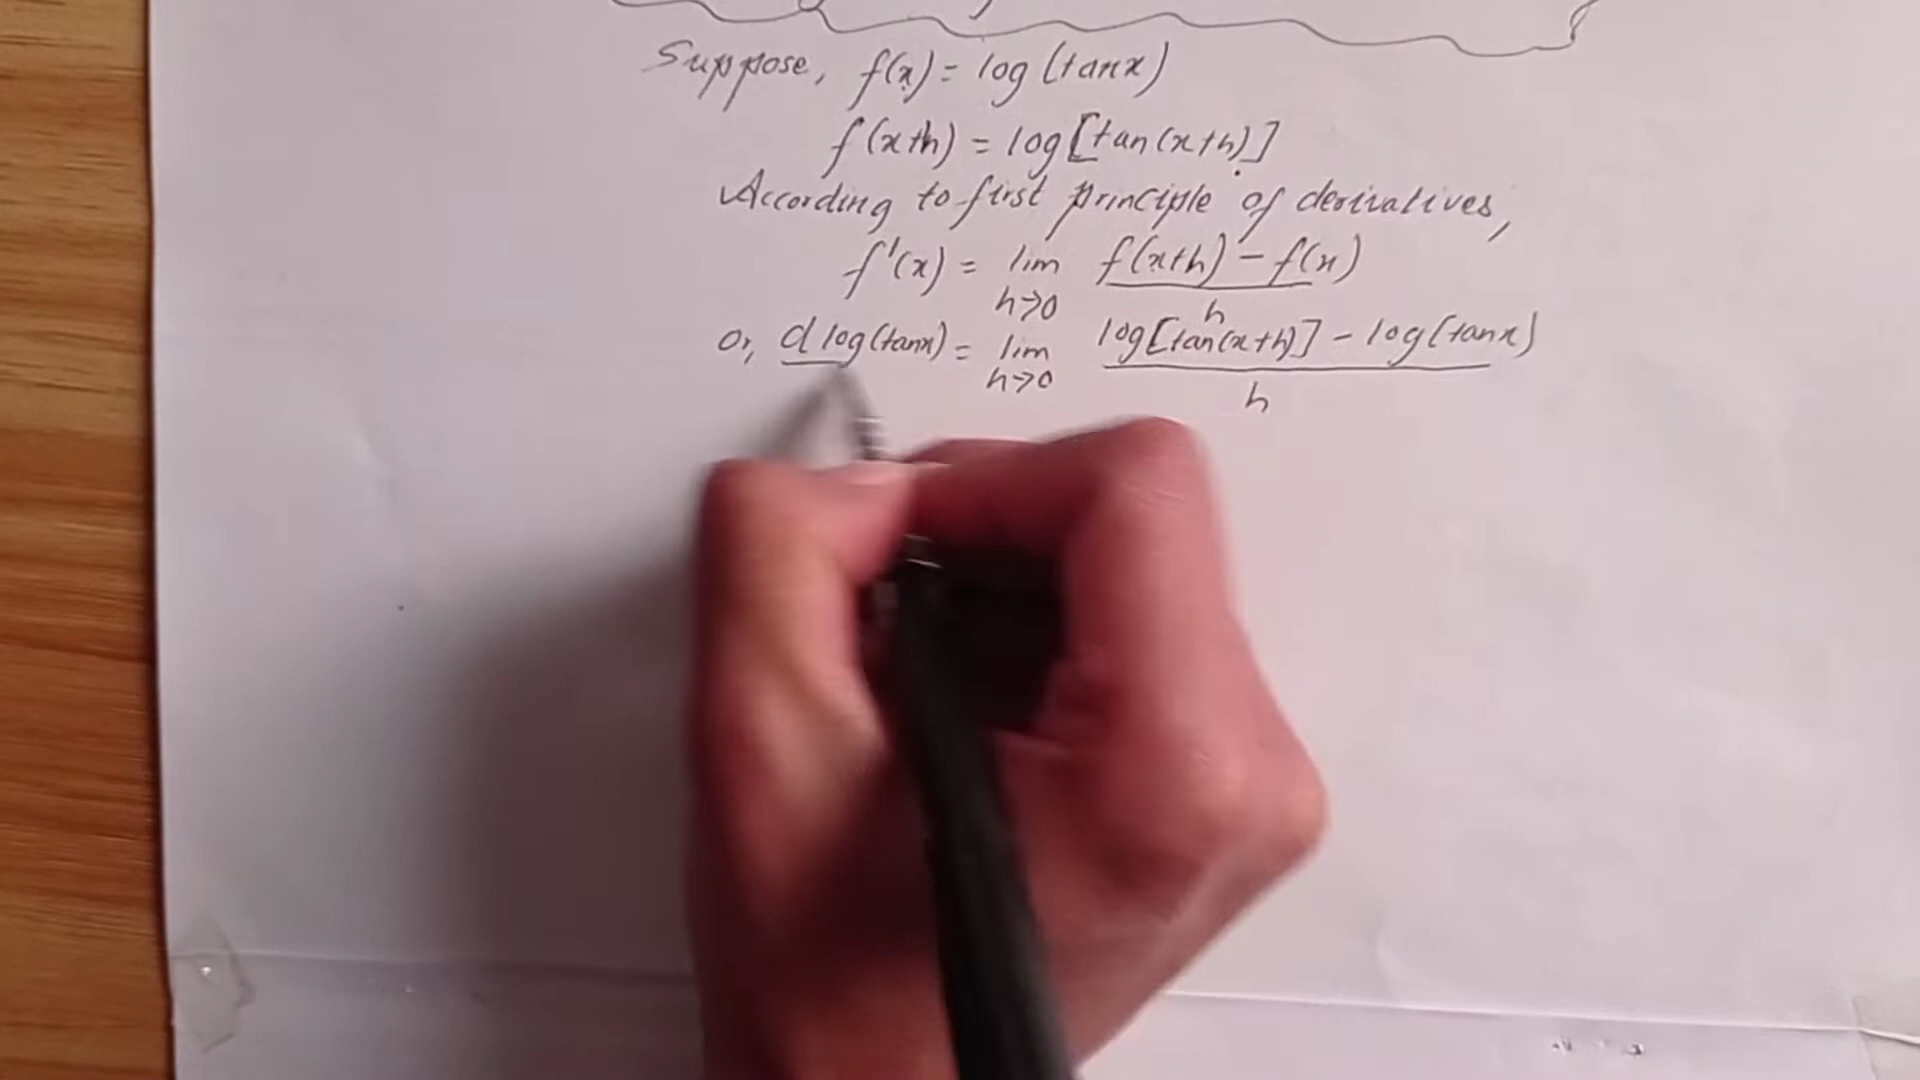 Suppose, f(x) = log(tanx)
f(x+h) = log[tan(x+h)]
According to first principle of derivatives,
f'(x) = lim h→0 f(x+h) - f(x) / h
or, d log(tanx) = lim h→0 log[tan(x+h)] - log(tanx) / h